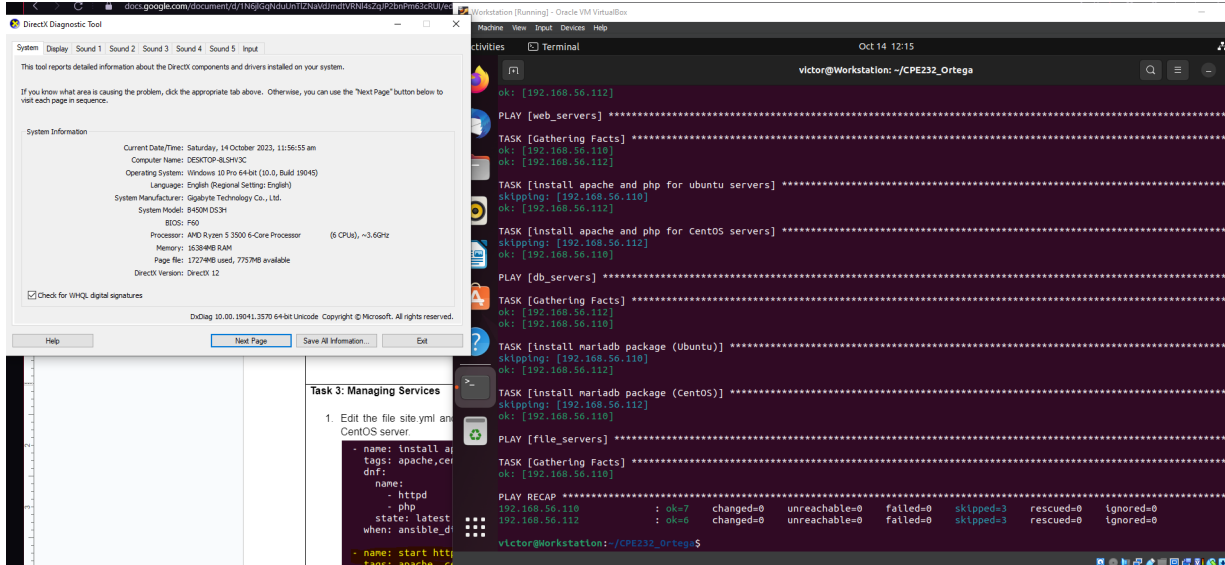 docs.google.com/document/d/1N6jlGqNduUnTlZNaVdJmdtVRNl4sZqJP2bnPm63cRUI/ed
DirectX Diagnostic Tool
System Display Sound 1 Sound 2 Sound 3 Sound 4 Sound 5 Input
This tool reports detailed information about the DirectX components and drivers installed on your system.
If you know what area is causing the problem, click the appropriate tab above. Otherwise, you can use the "Next Page" button below to
visit each page in sequence.
System Information
Current Date/Time: Saturday, 14 October 2023, 11:56:55 am
Computer Name: DESKTOP-8LSHV3C
Operating System: Windows 10 Pro 64-bit (10.0, Build 19045)
Language: English (Regional Setting: English)
System Manufacturer: Gigabyte Technology Co., Ltd.
System Model: B450M DS3H
BIOS: F60
Processor: AMD Ryzen 5 3500 6-Core Processor (6 CPUs), ~3.6GHz
Memory: 16384MB RAM
Page file: 17274MB used, 7757MB available
DirectX Version: DirectX 12
Check for WHQL digital signatures
DxDiag 10.00.19041.3570 64-bit Unicode Copyright © Microsoft. All rights reserved.
Help Next Page Save All Information... Exit
Task 3: Managing Services
1. Edit the file site.yml and
CentOS server.
- name: install ap
tags: apache,cen
dnf:
name:
- httpd
- php
state: latest
when: ansible_di
- name: start http
tags: apache, ce
Workstation [Running] - Oracle VM VirtualBox
Machine View Input Devices Help
ctivities Terminal Oct 14 12:15
victor@Workstation: ~/CPE232_Ortega
ok: [192.168.56.112]
PLAY [web_servers] ****************************************************************
TASK [Gathering Facts] ************************************************************
ok: [192.168.56.110]
ok: [192.168.56.112]
TASK [install apache and php for ubuntu servers] **********************************
skipping: [192.168.56.110]
ok: [192.168.56.112]
TASK [install apache and php for CentOS servers] **********************************
skipping: [192.168.56.112]
ok: [192.168.56.110]
PLAY [db_servers] *****************************************************************
TASK [Gathering Facts] ************************************************************
ok: [192.168.56.112]
ok: [192.168.56.110]
TASK [install mariadb package (Ubuntu)] *******************************************
skipping: [192.168.56.110]
ok: [192.168.56.112]
TASK [install mariadb package (CentOS)] *******************************************
skipping: [192.168.56.112]
ok: [192.168.56.110]
PLAY [file_servers] ***************************************************************
TASK [Gathering Facts] ************************************************************
ok: [192.168.56.110]
PLAY RECAP ************************************************************************
192.168.56.110 : ok=7 changed=0 unreachable=0 failed=0 skipped=3 rescued=0 ignored=0
192.168.56.112 : ok=6 changed=0 unreachable=0 failed=0 skipped=3 rescued=0 ignored=0
victor@Workstation:~/CPE232_Ortega$